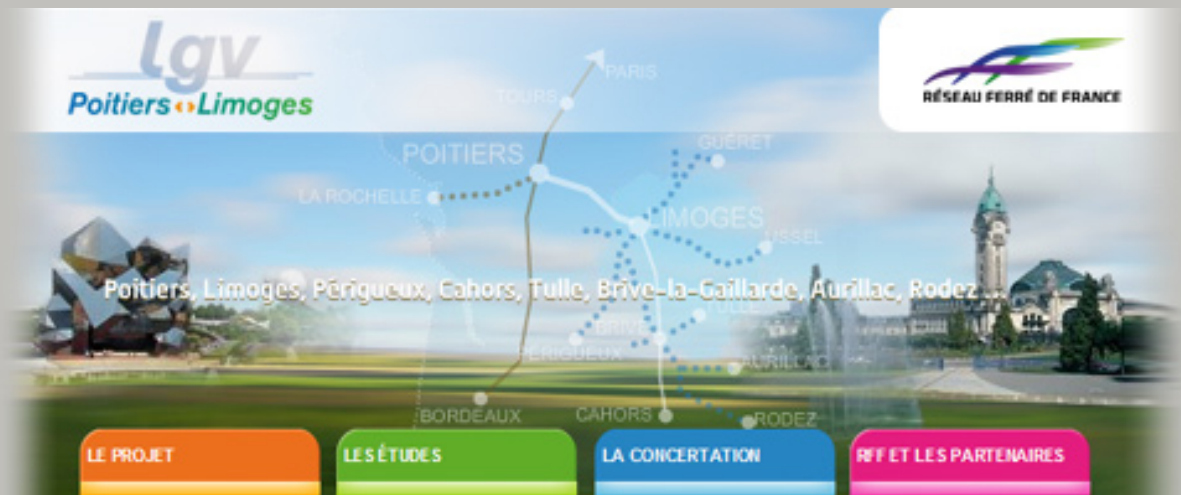 lgv
Poitiers Limoges
RÉSEAU FERRÉ DE FRANCE
PARIS
TOURS
POITIERS
GUÉRET
LA ROCHELLE
LIMOGES
USSEL
Poitiers, Limoges, Périgueux, Cahors, Tulle, Brive-la-Gaillarde, Aurillac, Rodez...
TULLE
BRIVE
PÉRIGUEUX
AURILLAC
BORDEAUX
CAHORS
RODEZ
LE PROJET
LES ÉTUDES
LA CONCERTATION
RFF ET LES PARTENAIRES